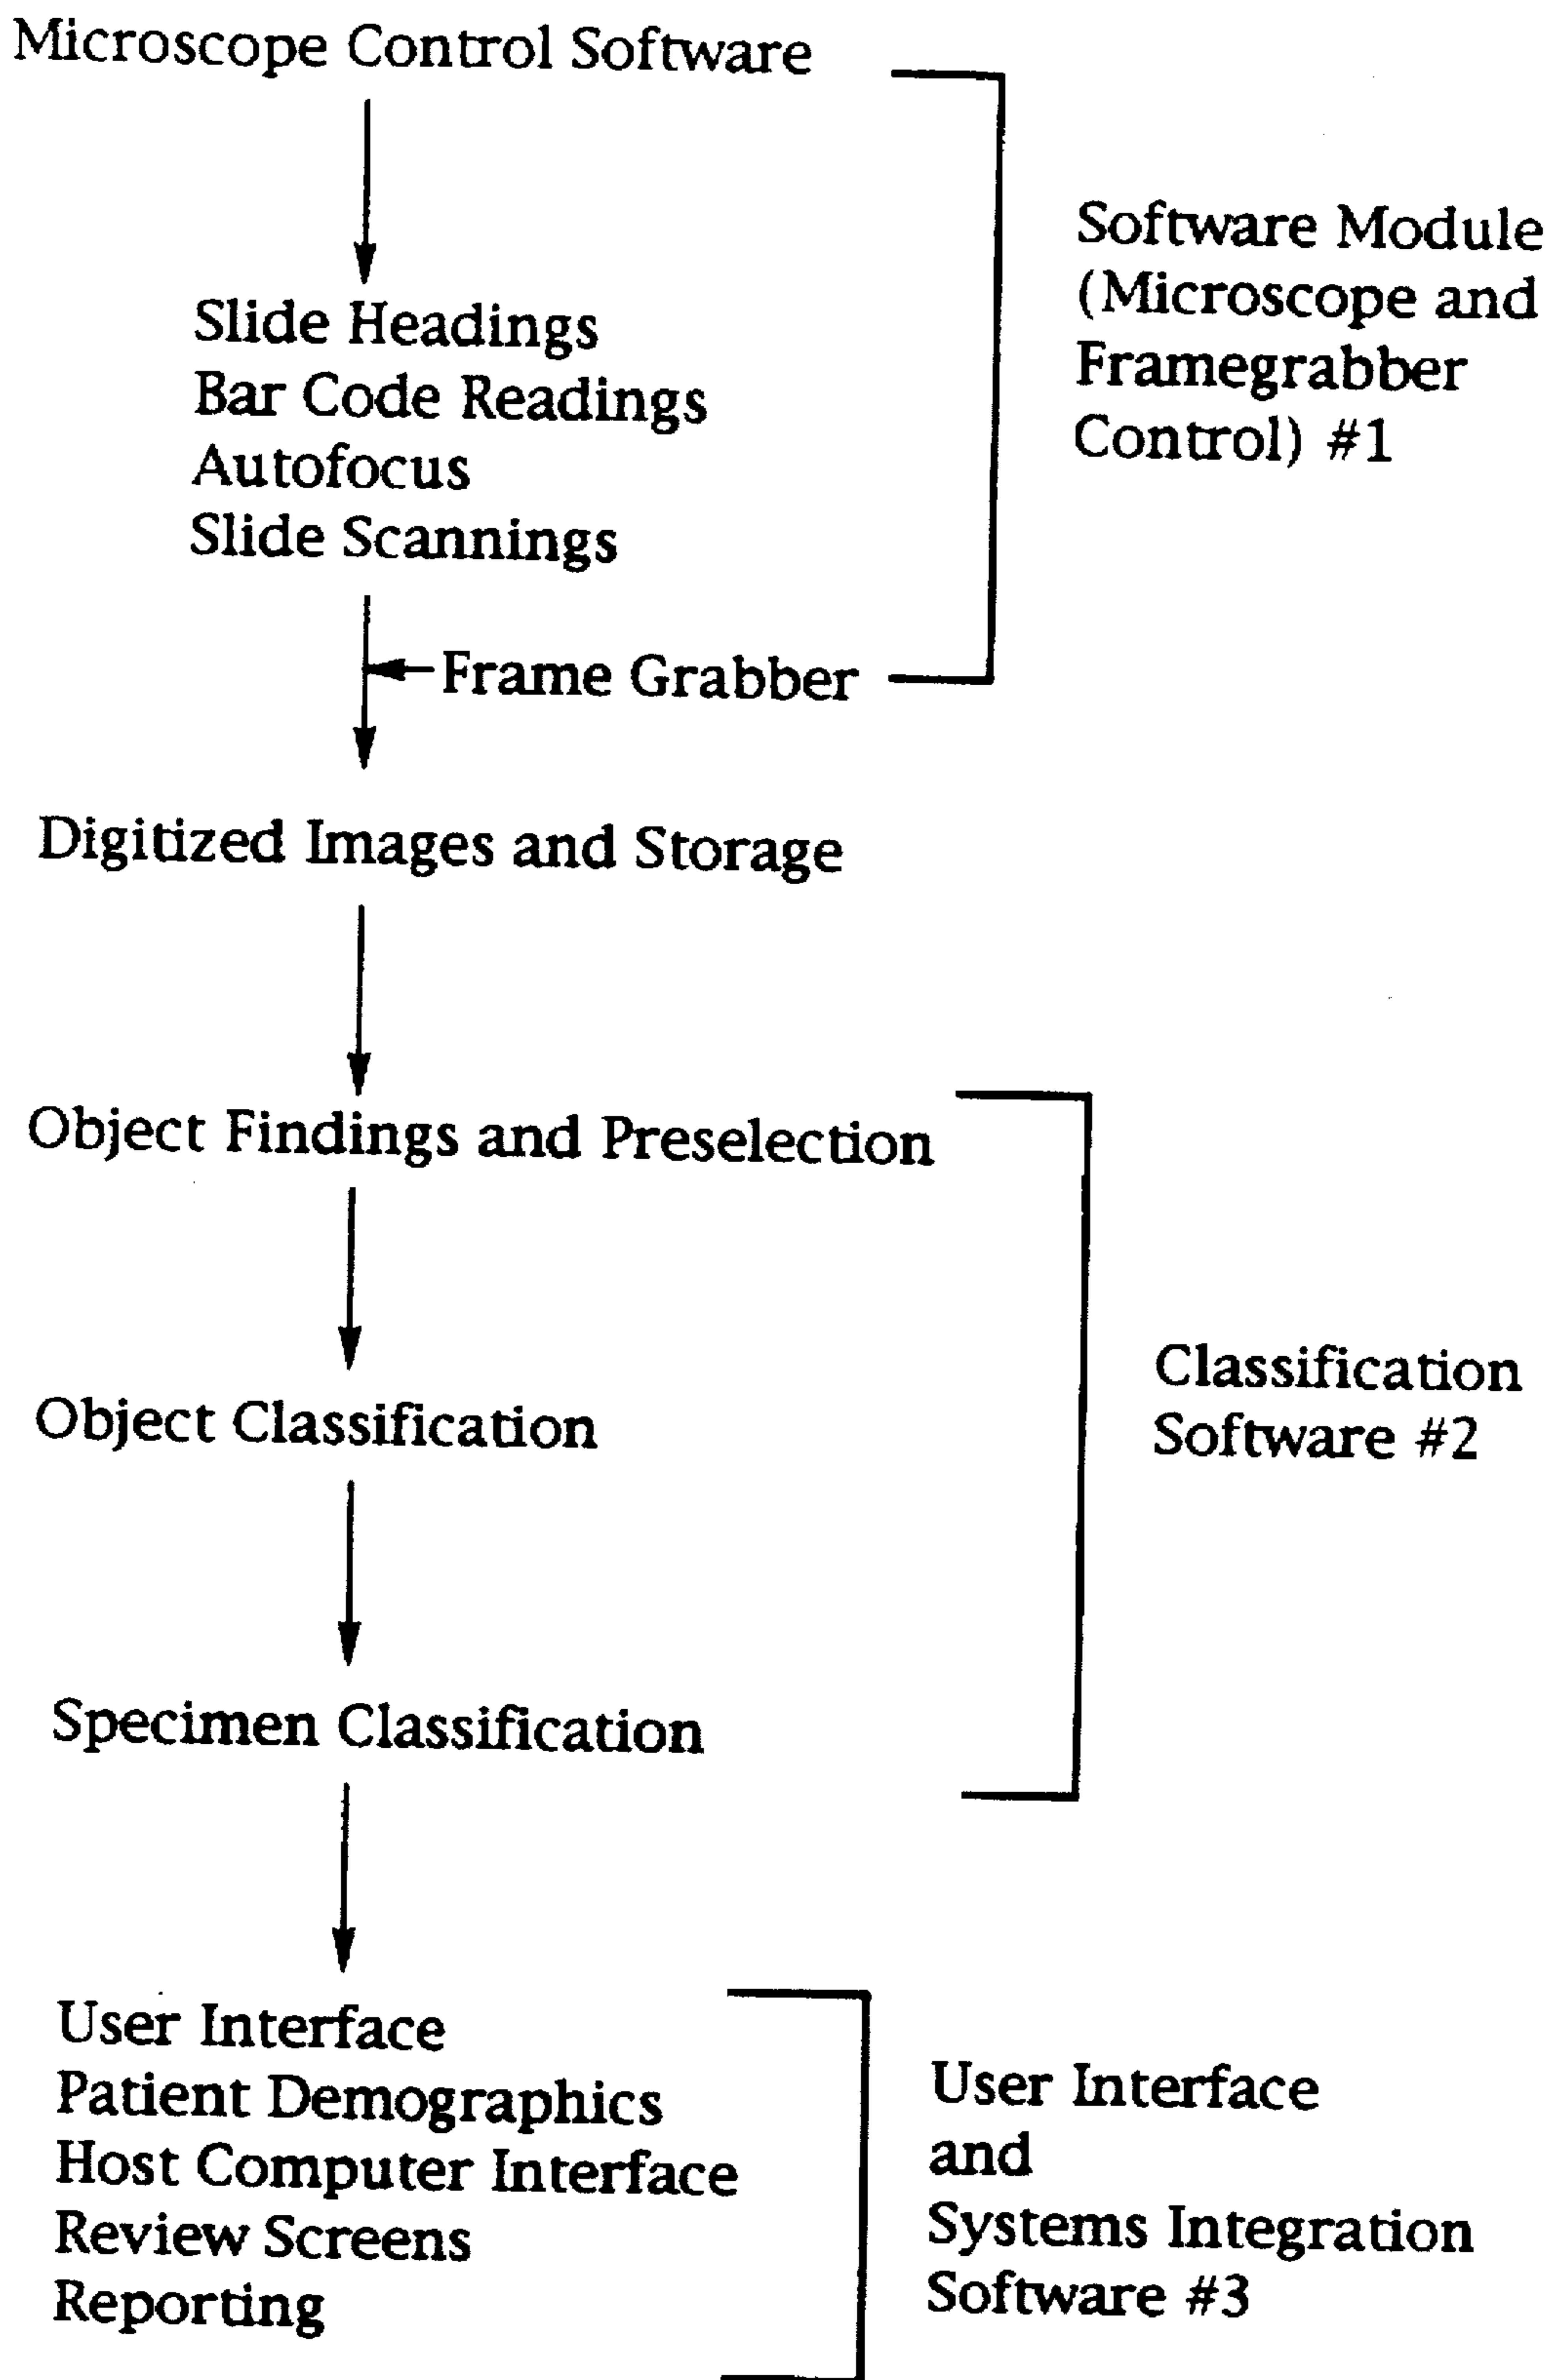 Microscope Control Software
Slide Headings
Bar Code Readings
Autofocus
Slide Scannings
Frame Grabber
Software Module
(Microscope and
Framegrabber
Control) #1
Digitized Images and Storage
Object Findings and Preselection
Object Classification
Specimen Classification
Classification
Software #2
User Interface
Patient Demographics
Host Computer Interface
Review Screens
Reporting
User Interface
and
Systems Integration
Software #3